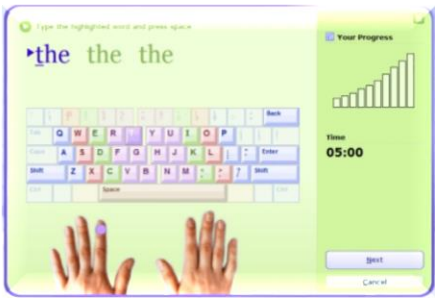 Type the highlighted word and press space
the the the
Your Progress
Time
05:00
Back
Q W E R Y U I O P
A S D F G H J K L Enter
Shift Z X C V B N M Shift
Space
Next
Cancel